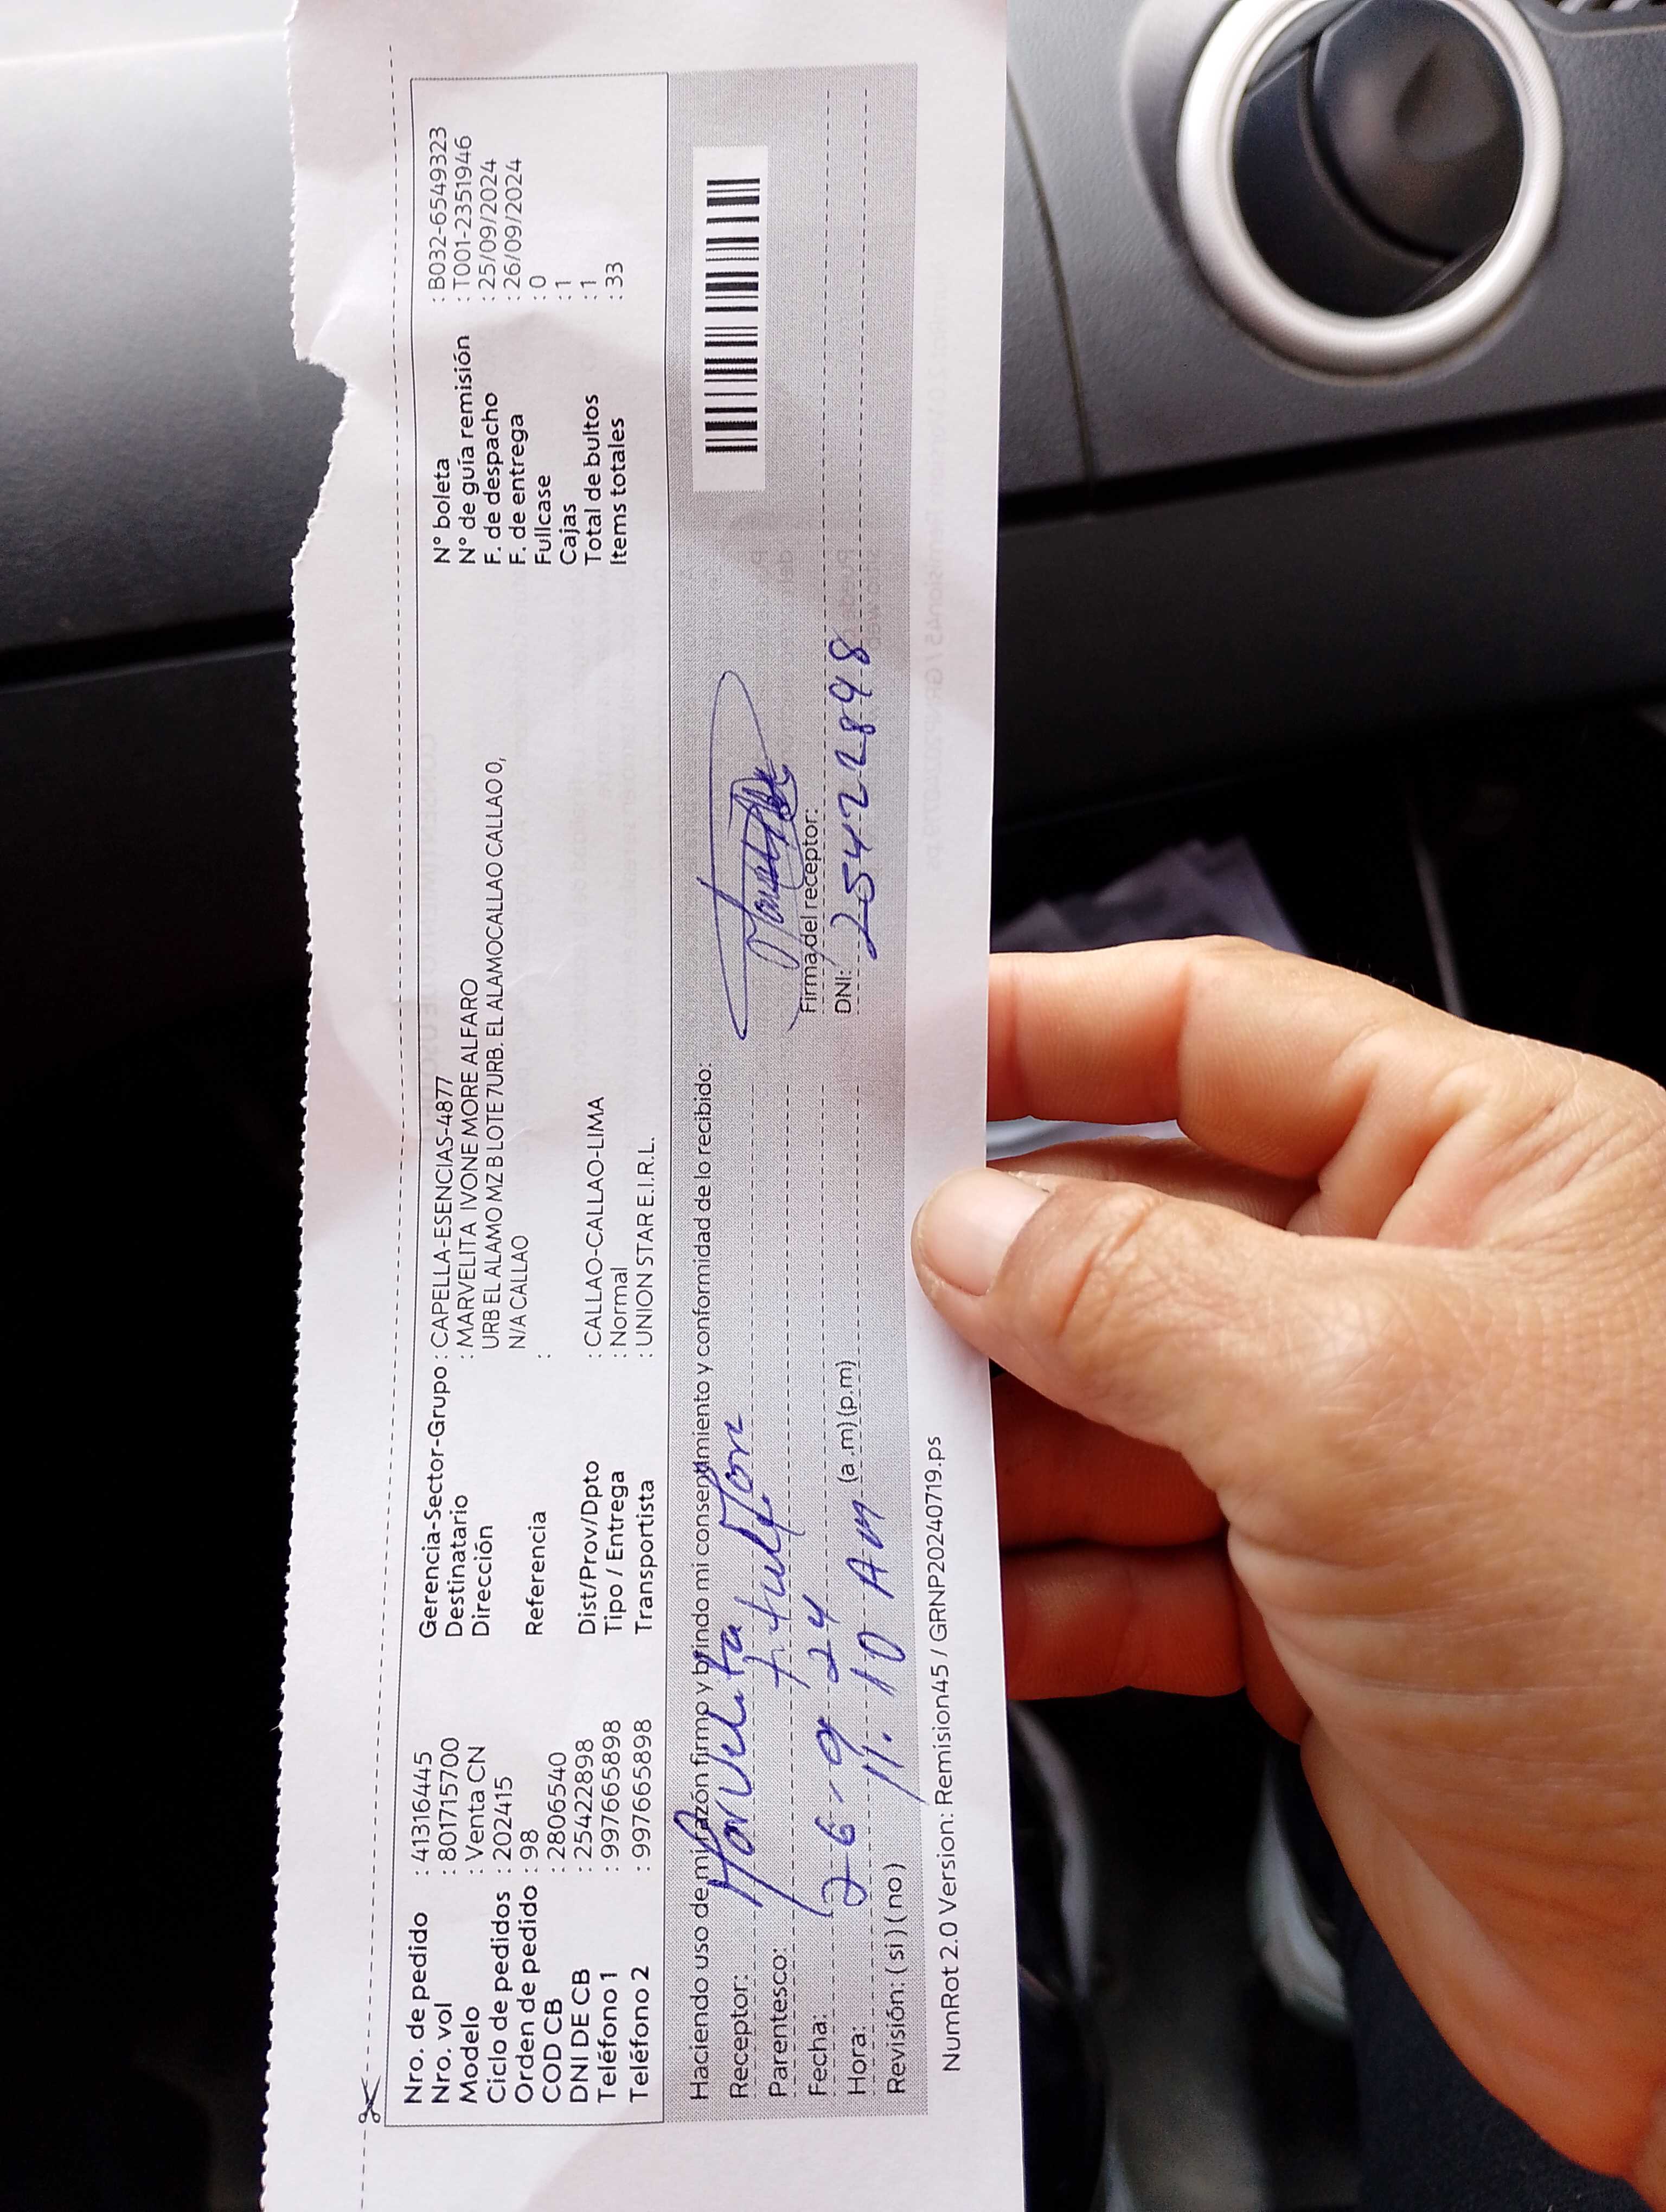 Nro. de pedido : 41316445
Nro. vol : 801715700
Modelo : Venta CN
Ciclo de pedidos : 202415
Orden de pedido : 98
COD CB : 2806540
DNI DE CB : 25422898
Teléfono 1 : 997665898
Teléfono 2 : 997665898
Gerencia-Sector-Grupo : CAPELLA-ESENCIAS-4877
Destinatario : MARVELITA IVONE MORE ALFARO
Dirección URB EL ALAMO MZ B LOTE 7URB. EL ALAMOCALLAO CALLAO 0,
N/A CALLAO
Referencia :
Dist/Prov/Dpto : CALLAO-CALLAO-LIMA
Tipo / Entrega : Normal
Transportista : UNION STAR E.I.R.L.
N° boleta : B032-6549323
N° de guía remisión : T001-2351946
F. de despacho : 25/09/2024
F. de entrega : 26/09/2024
Fullcase : 0
Cajas : 1
Total de bultos : 1
Items totales : 33
Haciendo uso de mi razón firmo y brindo mi consentimiento y conformidad de lo recibido:
Receptor: Marvelita
Parentesco: titular
Fecha: 26-9-24
Hora: 11.10 Am (a.m) (p.m)
Revisión: ( si ) ( no )
Firma del receptor:
DNI: 25422898
NumRot 2.0 Version: Remision45 / GRNP20240719.ps